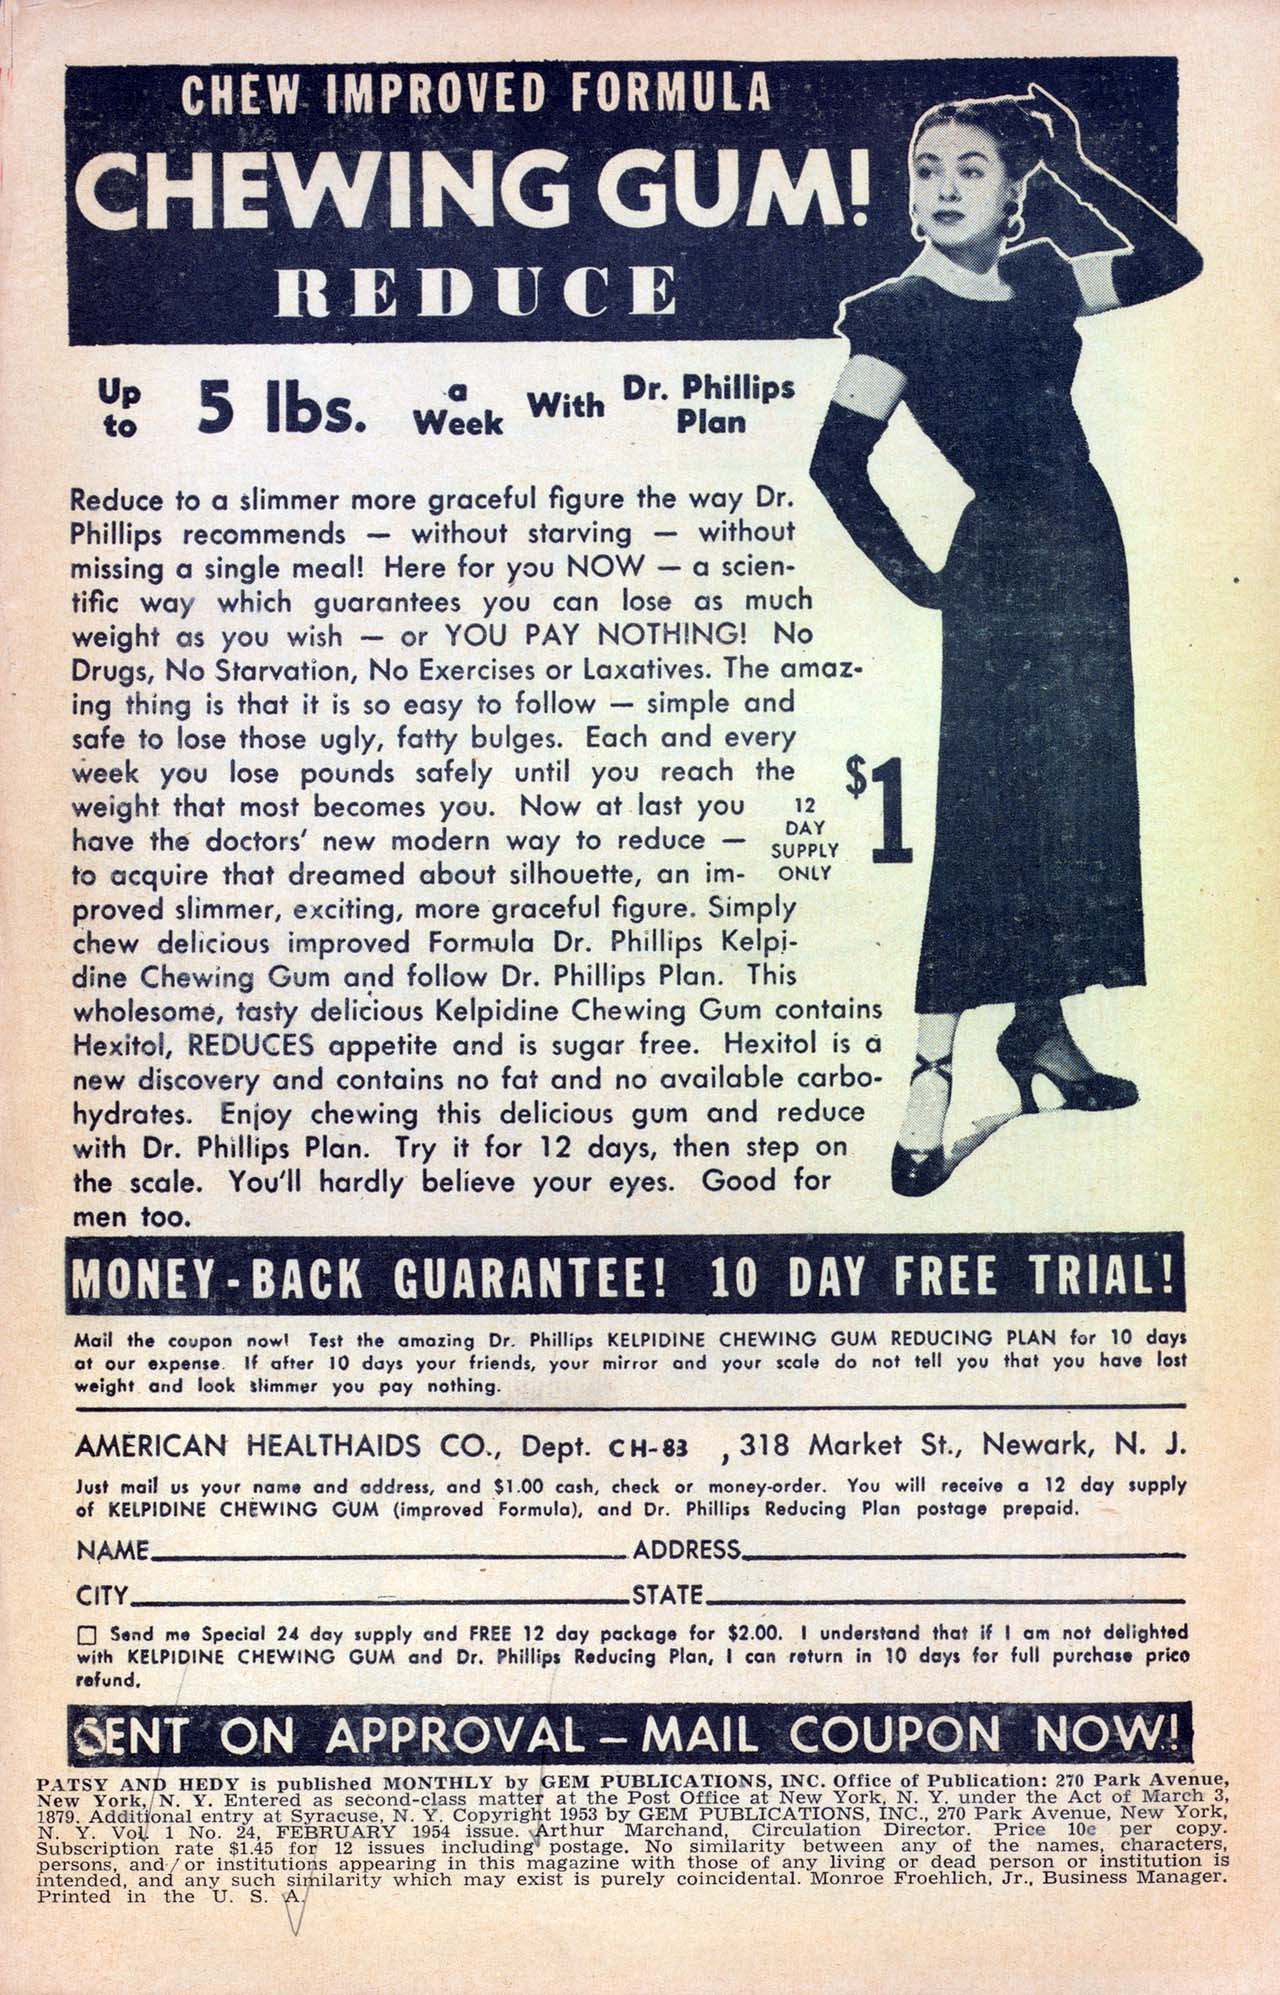 CHEW IMPROVED FORMULA
CHEWING GUM!
REDUCE
Up to 5 lbs. a Week With Dr. Phillips Plan
Reduce to a slimmer more graceful figure the way Dr.
Phillips recommends — without starving — without
missing a single meal! Here for you NOW — a scien-
tific way which guarantees you can lose as much
weight as you wish — or YOU PAY NOTHING! No
Drugs, No Starvation, No Exercises or Laxatives. The amaz-
ing thing is that it is so easy to follow — simple and
safe to lose those ugly, fatty bulges. Each and every
week you lose pounds safely until you reach the
weight that most becomes you. Now at last you
have the doctors' new modern way to reduce —
to acquire that dreamed about silhouette, an im-
proved slimmer, exciting, more graceful figure. Simply
chew delicious improved Formula Dr. Phillips Kelpi-
dine Chewing Gum and follow Dr. Phillips Plan. This
wholesome, tasty delicious Kelpidine Chewing Gum contains
Hexitol, REDUCES appetite and is sugar free. Hexitol is a
new discovery and contains no fat and no available carbo-
hydrates. Enjoy chewing this delicious gum and reduce
with Dr. Phillips Plan. Try it for 12 days, then step on
the scale. You'll hardly believe your eyes. Good for
men too.
12
DAY
SUPPLY
ONLY
$1
MONEY-BACK GUARANTEE! 10 DAY FREE TRIAL!
Mail the coupon now! Test the amazing Dr. Phillips KELPIDINE CHEWING GUM REDUCING PLAN for 10 days
at our expense. If after 10 days your friends, your mirror and your scale do not tell you that you have lost
weight and look slimmer you pay nothing.
AMERICAN HEALTHAIDS CO., Dept. CH-83 , 318 Market St., Newark, N. J.
Just mail us your name and address, and $1.00 cash, check or money-order. You will receive a 12 day supply
of KELPIDINE CHEWING GUM (improved Formula), and Dr. Phillips Reducing Plan postage prepaid.
NAME ADDRESS
CITY STATE
Send me Special 24 day supply and FREE 12 day package for $2.00. I understand that if I am not delighted
with KELPIDINE CHEWING GUM and Dr. Phillips Reducing Plan, I can return in 10 days for full purchase price
refund.
SENT ON APPROVAL — MAIL COUPON NOW!
PATSY AND HEDY is published MONTHLY by GEM PUBLICATIONS, INC. Office of Publication: 270 Park Avenue,
New York, N. Y. Entered as second-class matter at the Post Office at New York, N. Y. under the Act of March 3,
1879. Additional entry at Syracuse, N. Y. Copyright 1953 by GEM PUBLICATIONS, INC., 270 Park Avenue, New York,
N. Y. Vol. 1 No. 24, FEBRUARY 1954 issue. Arthur Marchand, Circulation Director. Price 10c per copy.
Subscription rate $1.45 for 12 issues including postage. No similarity between any of the names, characters,
persons, and/or institutions appearing in this magazine with those of any living or dead person or institution is
intended, and any such similarity which may exist is purely coincidental. Monroe Froehlich, Jr., Business Manager.
Printed in the U. S. A.